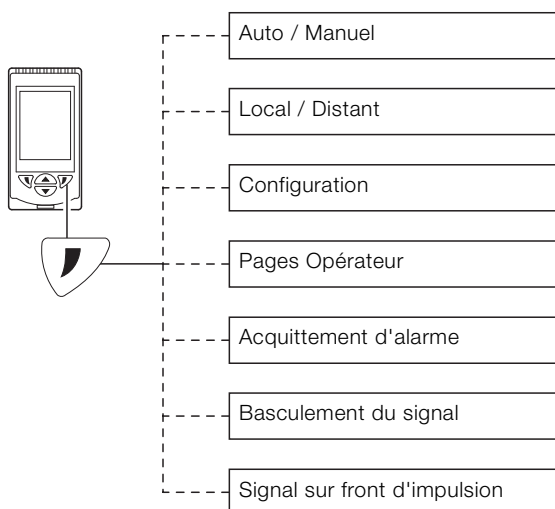 Auto / Manuel
Local / Distant
Configuration
Pages Opérateur
Acquittement d'alarme
Basculement du signal
Signal sur front d'impulsion